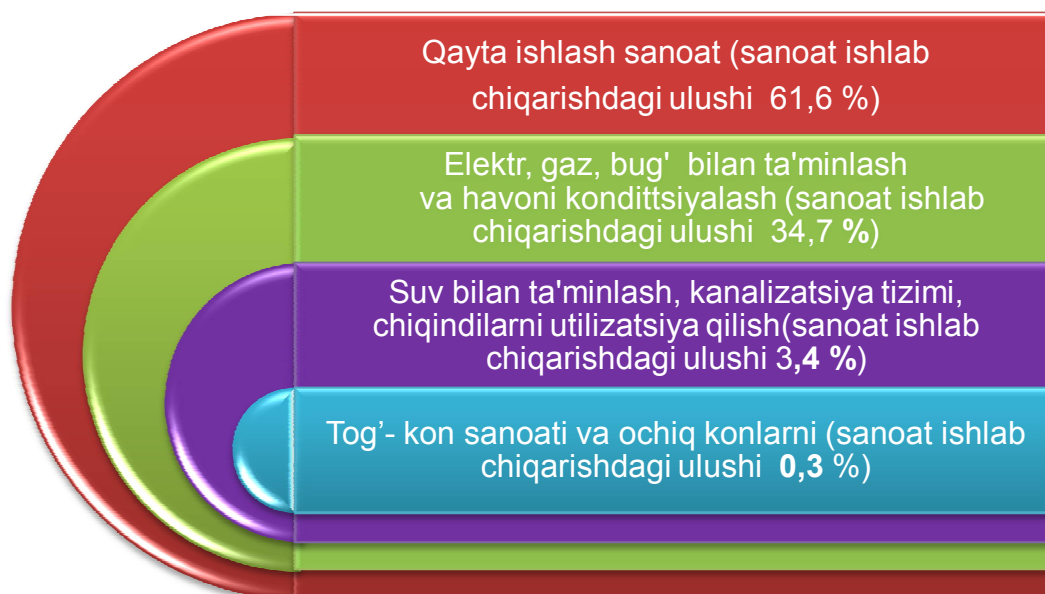 Qayta ishlash sanoat (sanoat ishlab
chiqarishdagi ulushi 61,6 %)
Elektr, gaz, bug' bilan ta'minlash
va havoni kondittsiyalash (sanoat ishlab
chiqarishdagi ulushi 34,7 %)
Suv bilan ta'minlash, kanalizatsiya tizimi,
chiqindilarni utilizatsiya qilish(sanoat ishlab
chiqarishdagi ulushi 3,4 %)
Tog’- kon sanoati va ochiq konlarni (sanoat ishlab
chiqarishdagi ulushi 0,3 %)